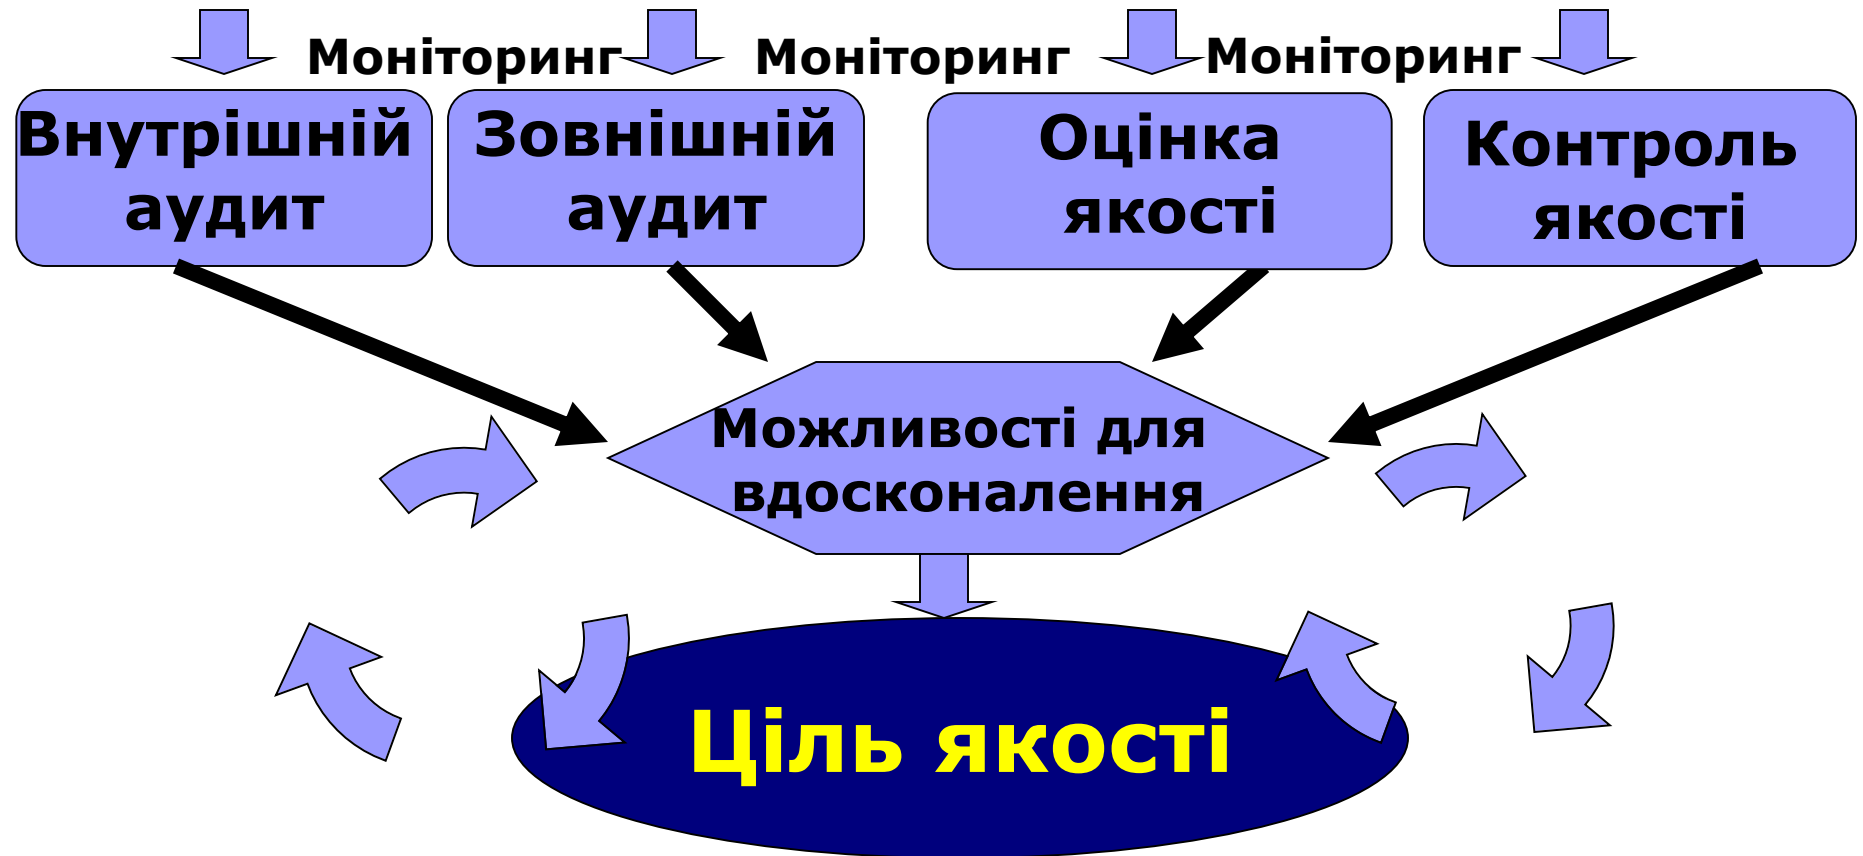 Моніторинг Моніторинг Моніторинг
Внутрішній
аудит
Зовнішній
аудит
Оцінка
якості
Контроль
якості
Можливості для
вдосконалення
Ціль якості